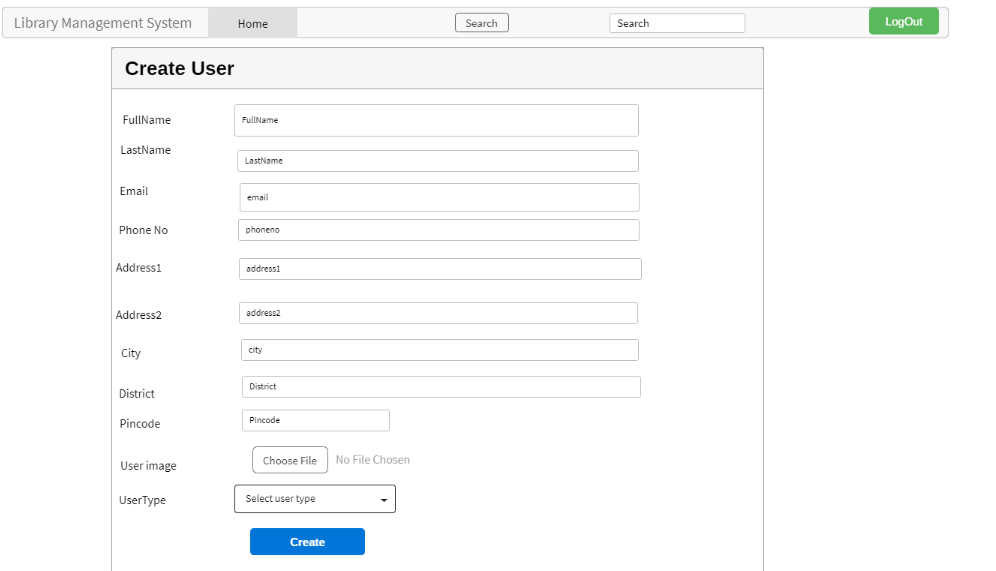 Library Management System Home Search Search LogOut
Create User
FullName FullName
LastName LastName
Email email
Phone No phoneno
Address1 address1
Address2 address2
City city
District District
Pincode Pincode
User image Choose File No File Chosen
UserType Select user type
Create